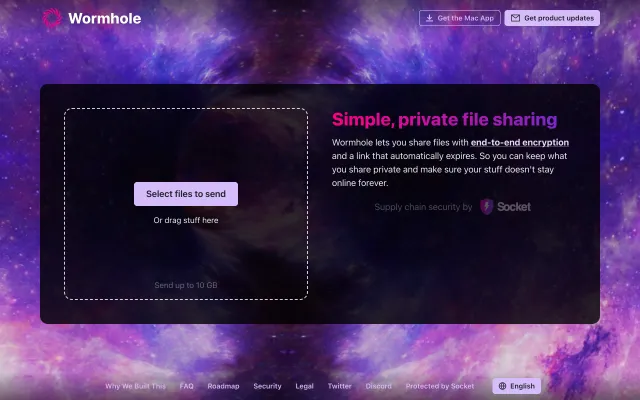 Wormhole
Get the Mac App
Get product updates
Select files to send
Or drag stuff here
Send up to 10 GB
Simple, private file sharing
Wormhole lets you share files with end-to-end encryption
and a link that automatically expires. So you can keep what
you share private and make sure your stuff doesn't stay
online forever.
Supply chain security by Socket
Why We Built This FAQ Roadmap Security Legal Twitter Discord Protected by Socket English